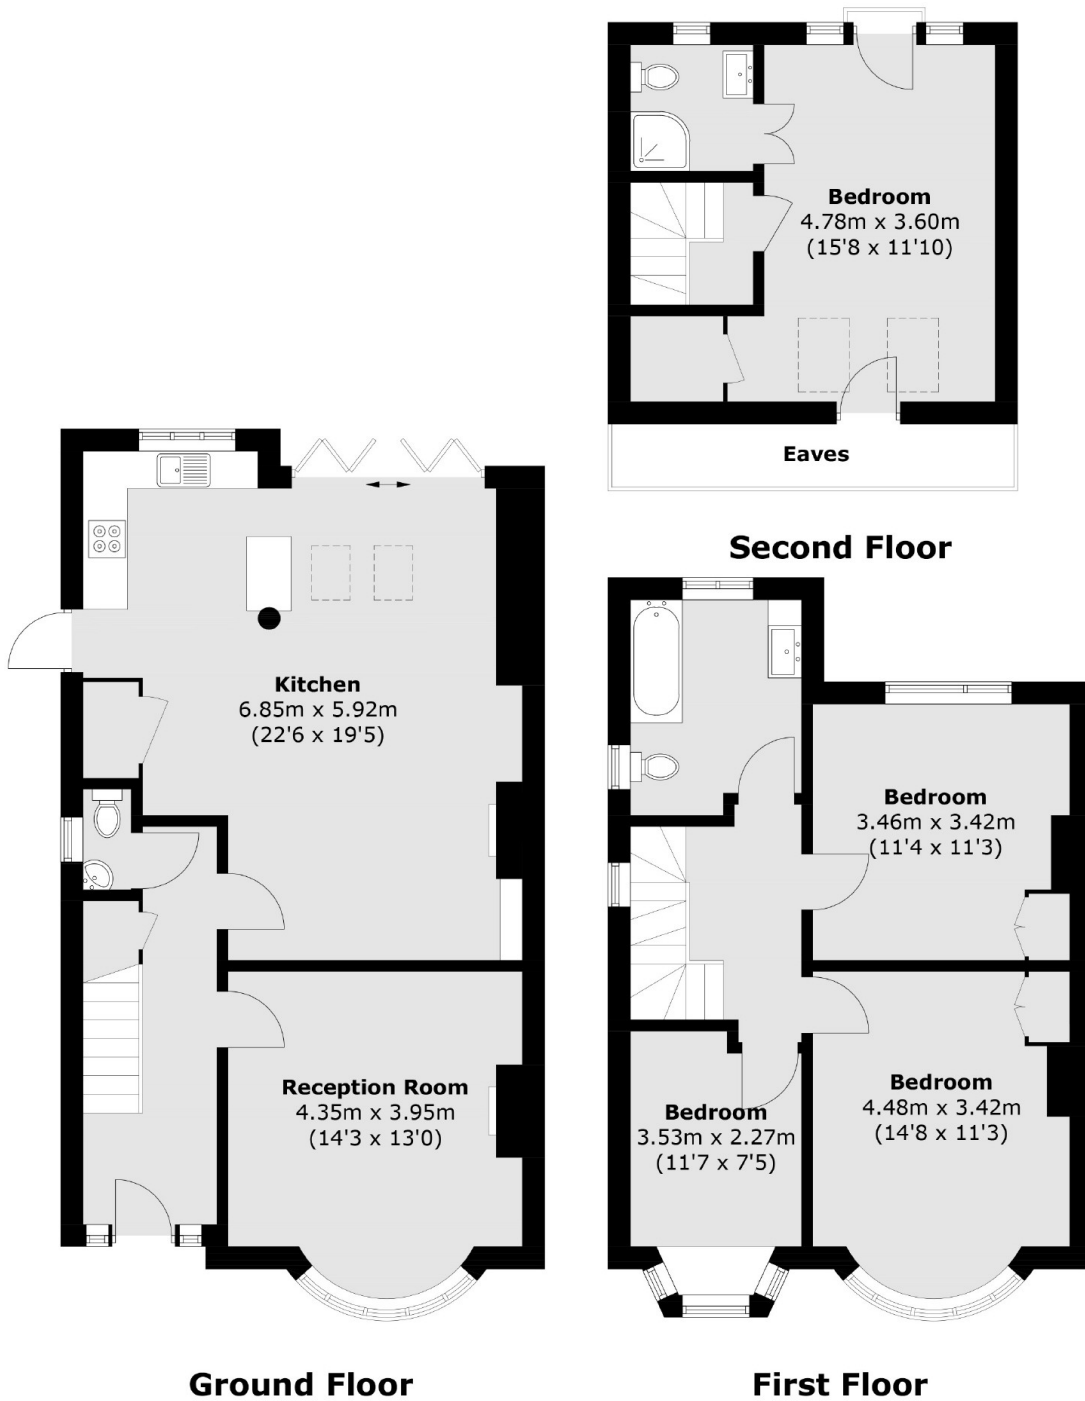 Bedroom
4.78m x 3.60m
(15'8 x 11'10)
Eaves
Second Floor
Kitchen
6.85m x 5.92m
(22'6 x 19'5)
Reception Room
4.35m x 3.95m
(14'3 x 13'0)
Ground Floor
Bedroom
3.46m x 3.42m
(11'4 x 11'3)
Bedroom
4.48m x 3.42m
(14'8 x 11'3)
Bedroom
3.53m x 2.27m
(11'7 x 7'5)
First Floor